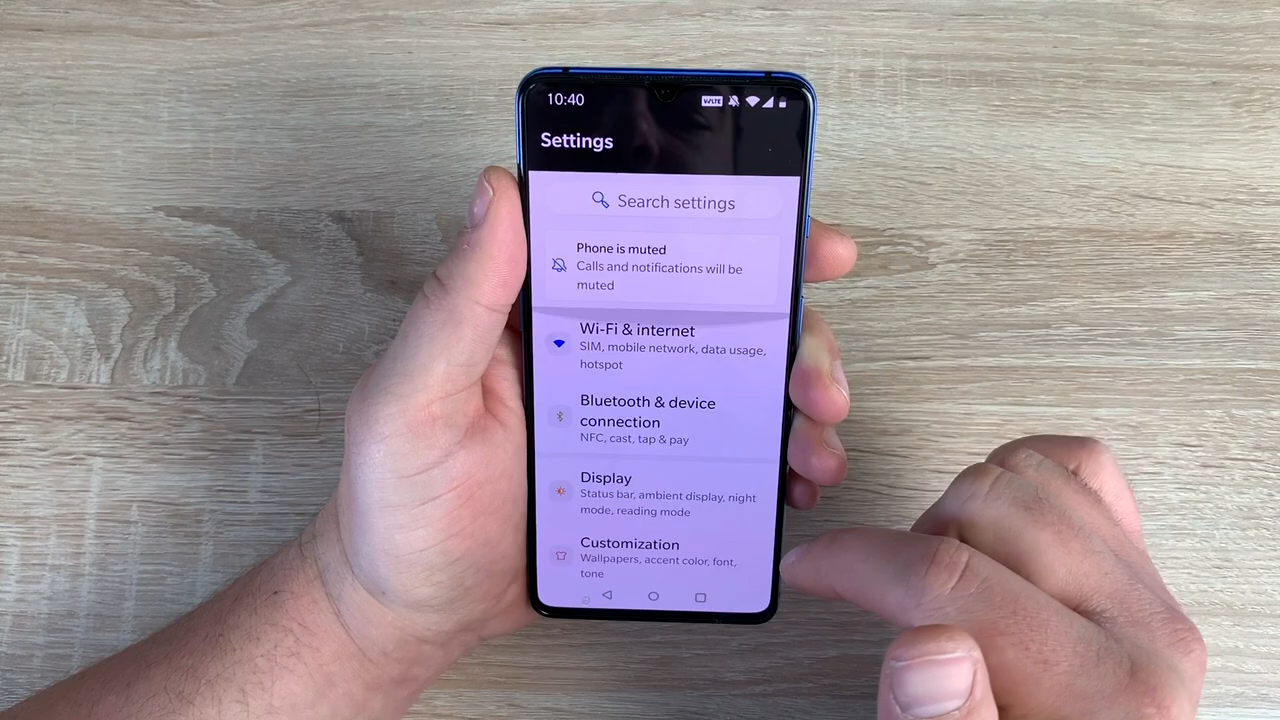 10:40
VoLTE
Settings
Search settings
Phone is muted
Calls and notifications will be
muted
Wi-Fi & internet
SIM, mobile network, data usage,
hotspot
Bluetooth & device
connection
NFC, cast, tap & pay
Display
Status bar, ambient display, night
mode, reading mode
Customization
Wallpapers, accent color, font,
tone